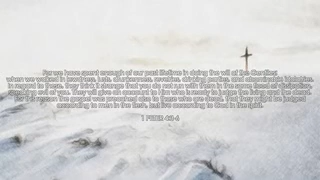 For we have spent enough of our past lifetime in doing the will of the Gentiles:
when we walked in lewdness, lusts, drunkenness, revelries, drinking parties, and abominable idolatries.
In regard to these, they think it strange that you do not run with them in the same flood of dissipation,
speaking evil of you. They will give an account to Him who is ready to judge the living and the dead.
For this reason the gospel was preached also to those who are dead, that they might be judged
according to men in the flesh, but live according to God in the spirit.
1 PETER 4:3-6